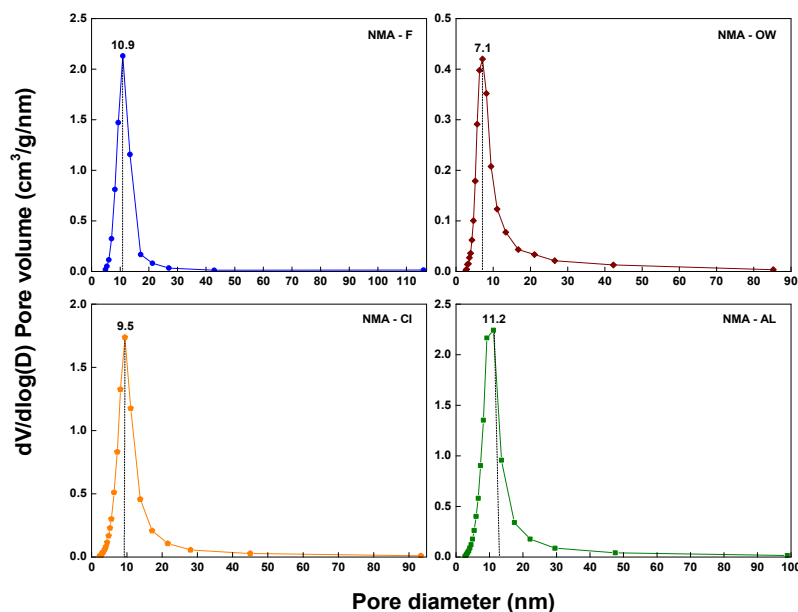 dV/dlog(D) Pore volume (cm³/g/nm)
NMA - F
10.9
2.5
2.0
1.5
1.0
0.5
0.0
0 10 20 30 40 50 60 70 80 90 100 110
NMA - OW
7.1
0.5
0.4
0.3
0.2
0.1
0.0
0 10 20 30 40 50 60 70 80 90
NMA - CI
9.5
2.0
1.5
1.0
0.5
0.0
0 10 20 30 40 50 60 70 80 90
NMA - AL
11.2
2.5
2.0
1.5
1.0
0.5
0.0
0 10 20 30 40 50 60 70 80 90 100
Pore diameter (nm)